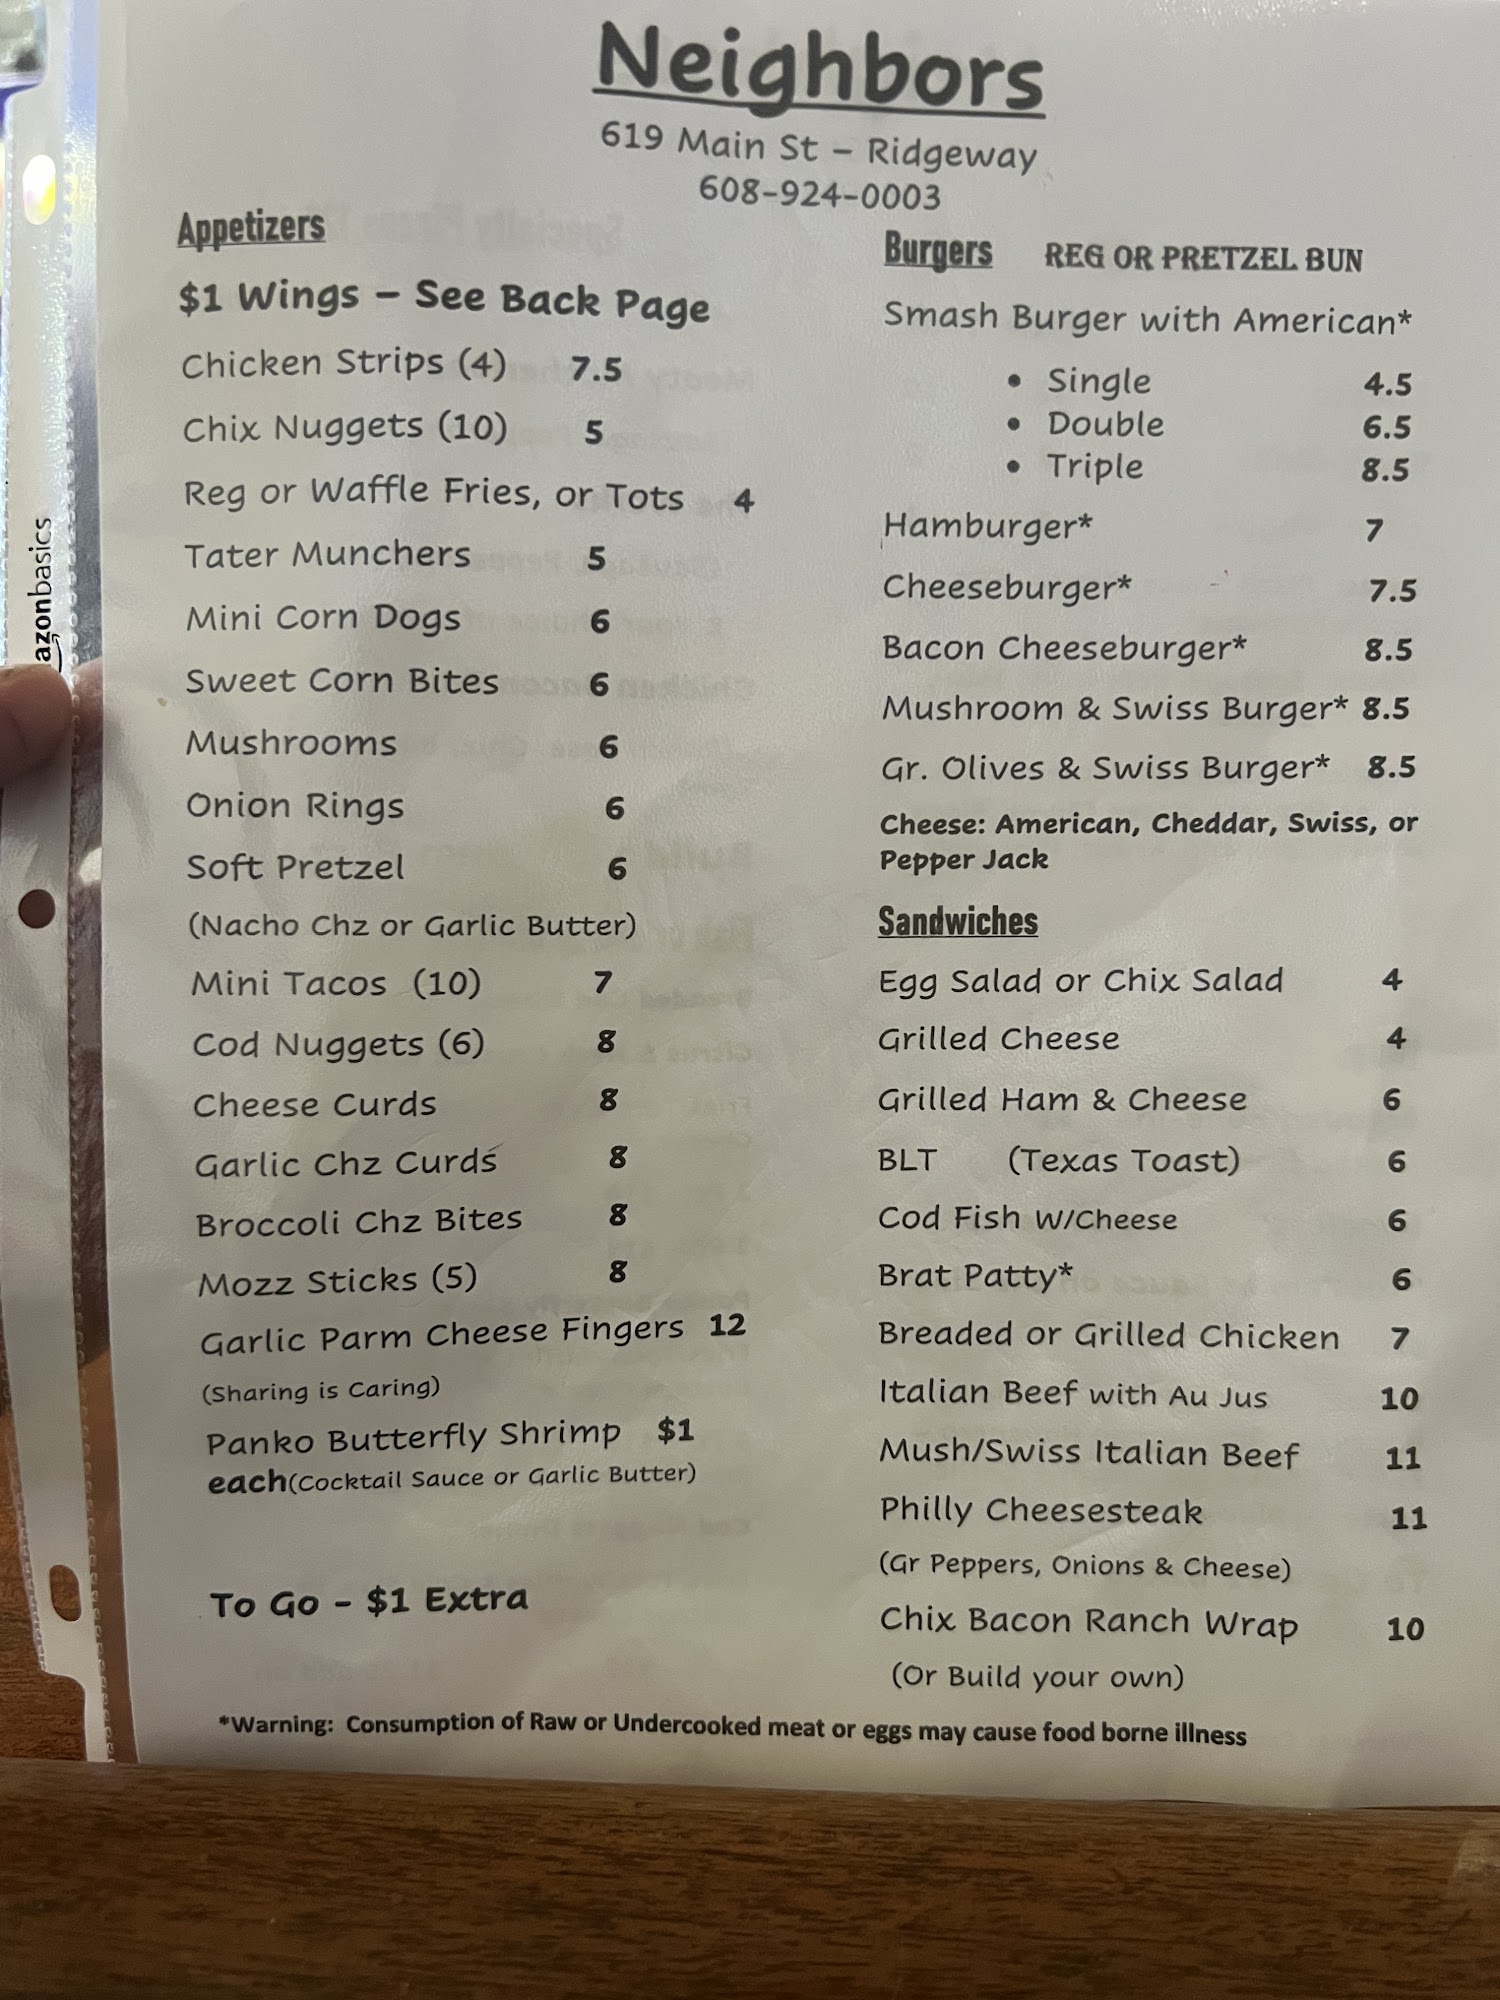 Neighbors
619 Main St – Ridgeway
608-924-0003
Appetizers
$1 Wings – See Back Page
Chicken Strips (4) 7.5
Chix Nuggets (10) 5
Reg or Waffle Fries, or Tots 4
Tater Munchers 5
Mini Corn Dogs 6
Sweet Corn Bites 6
Mushrooms 6
Onion Rings 6
Soft Pretzel 6
(Nacho Chz or Garlic Butter)
Mini Tacos (10) 7
Cod Nuggets (6) 8
Cheese Curds 8
Garlic Chz Curds 8
Broccoli Chz Bites 8
Mozz Sticks (5) 8
Garlic Parm Cheese Fingers 12
(Sharing is Caring)
Panko Butterfly Shrimp $1
each(Cocktail Sauce or Garlic Butter)
To Go – $1 Extra
Burgers REG OR PRETZEL BUN
Smash Burger with American*
• Single 4.5
• Double 6.5
• Triple 8.5
Hamburger* 7
Cheeseburger* 7.5
Bacon Cheeseburger* 8.5
Mushroom & Swiss Burger* 8.5
Gr. Olives & Swiss Burger* 8.5
Cheese: American, Cheddar, Swiss, or
Pepper Jack
Sandwiches
Egg Salad or Chix Salad 4
Grilled Cheese 4
Grilled Ham & Cheese 6
BLT (Texas Toast) 6
Cod Fish W/Cheese 6
Brat Patty* 6
Breaded or Grilled Chicken 7
Italian Beef with Au Jus 10
Mush/Swiss Italian Beef 11
Philly Cheesesteak 11
(Gr Peppers, Onions & Cheese)
Chix Bacon Ranch Wrap 10
(Or Build your own)
*Warning: Consumption of Raw or Undercooked meat or eggs may cause food borne illness
azonbasics